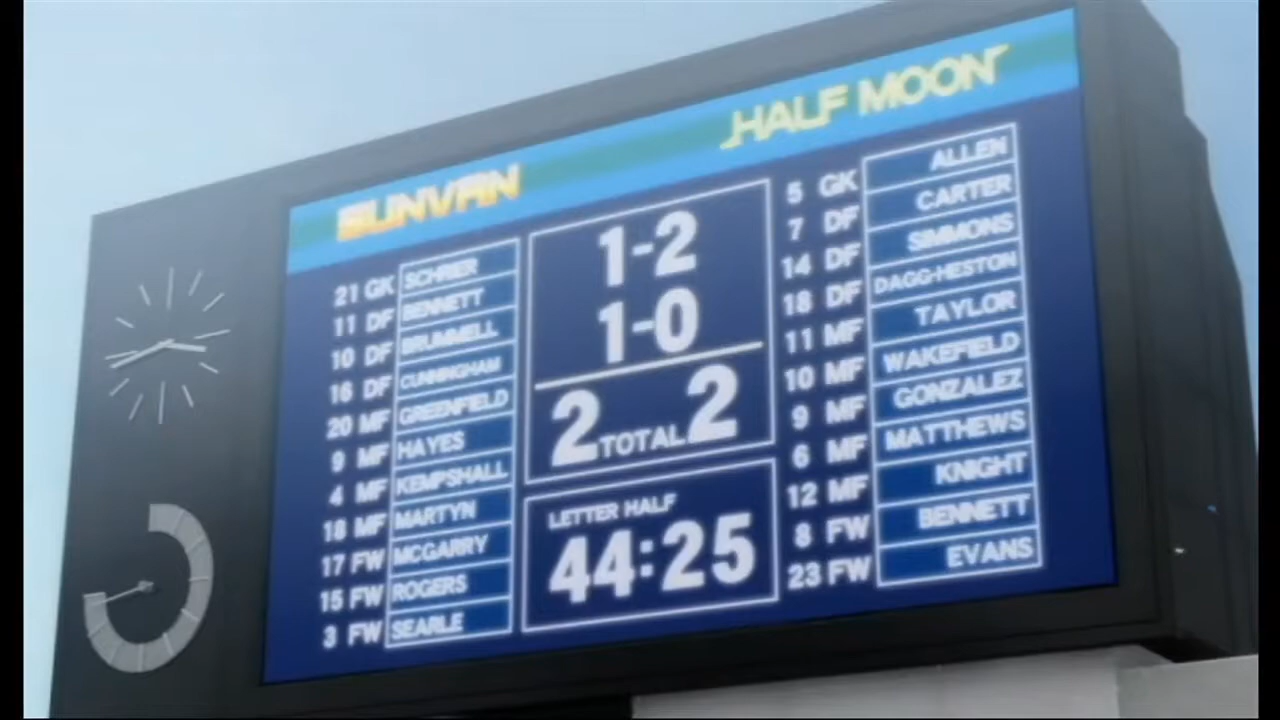 SUNVAN
HALF MOON
21 GK SCHRIER
11 DF BENNETT
10 DF BRUMMELL
16 DF CUNNINGHAM
20 MF GREENFIELD
9 MF HAYES
4 MF KEMPSHALL
18 MF MARTYN
17 FW MCGARRY
15 FW ROGERS
3 FW SEARLE
1-2
1-0
2 TOTAL 2
LETTER HALF
44:25
5 GK ALLEN
7 DF CARTER
14 DF SIMMONS
18 DF DAGG-HESTON
11 MF TAYLOR
10 MF WAKEFIELD
9 MF GONZALEZ
6 MF MATTHEWS
12 MF KNIGHT
8 FW BENNETT
23 FW EVANS